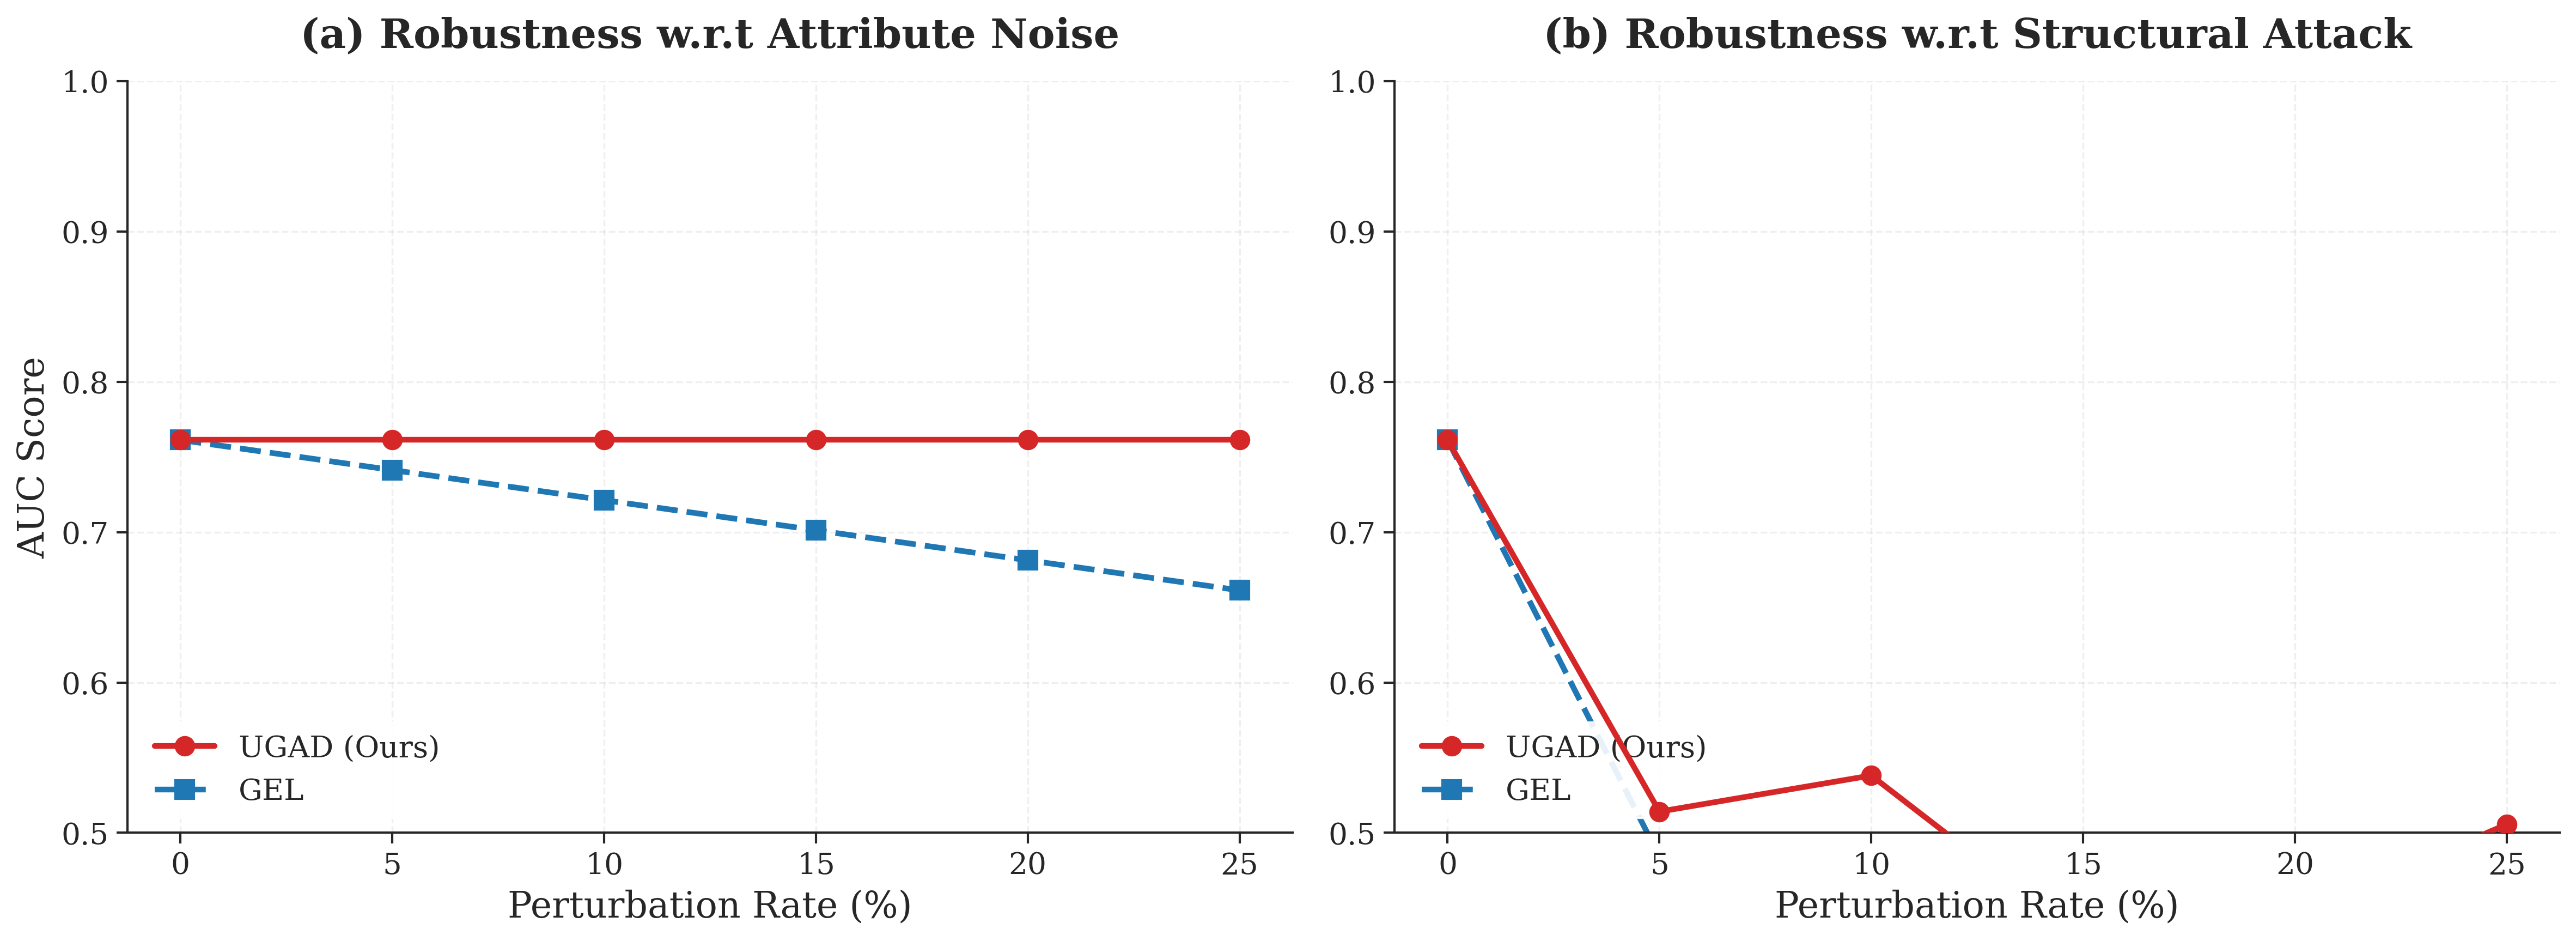 (a) Robustness w.r.t Attribute Noise
AUC Score
1.0
0.9
0.8
0.7
0.6
0.5
UGAD (Ours)
GEL
0 5 10 15 20 25
Perturbation Rate (%)
(b) Robustness w.r.t Structural Attack
1.0
0.9
0.8
0.7
0.6
0.5
UGAD (Ours)
GEL
0 5 10 15 20 25
Perturbation Rate (%)